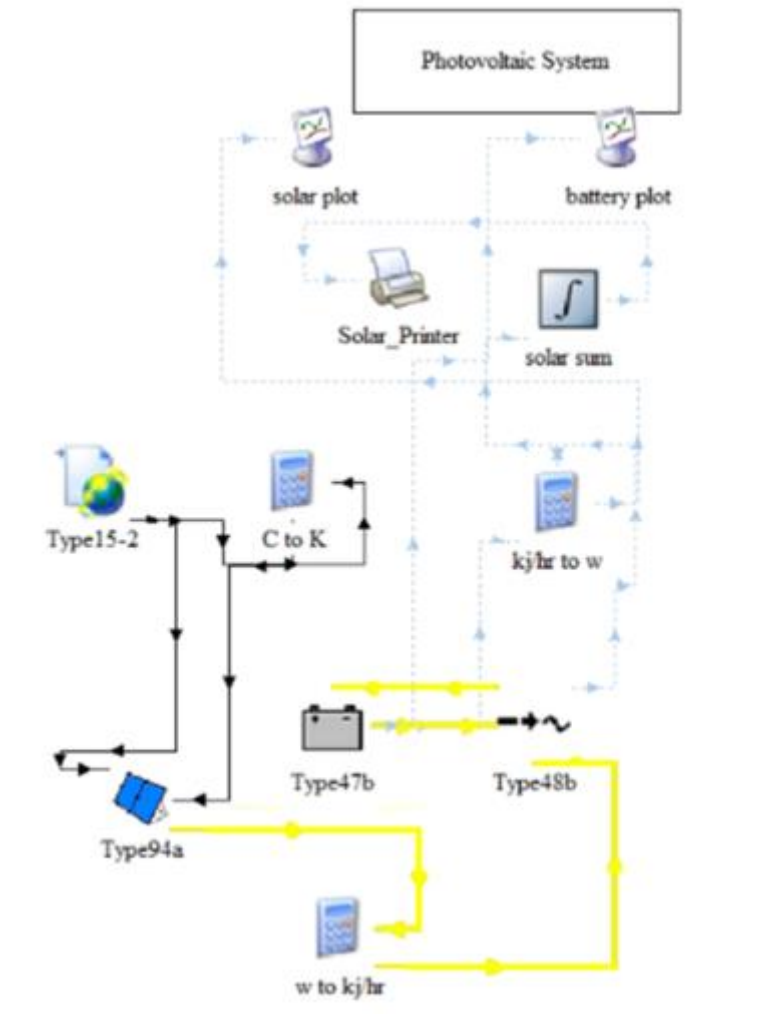 Photovoltaic System
solar plot
battery plot
Solar_Printer
solar sum
Type15-2
C to K
kj/hr to w
Type47b
Type48b
Type94a
w to kj/hr